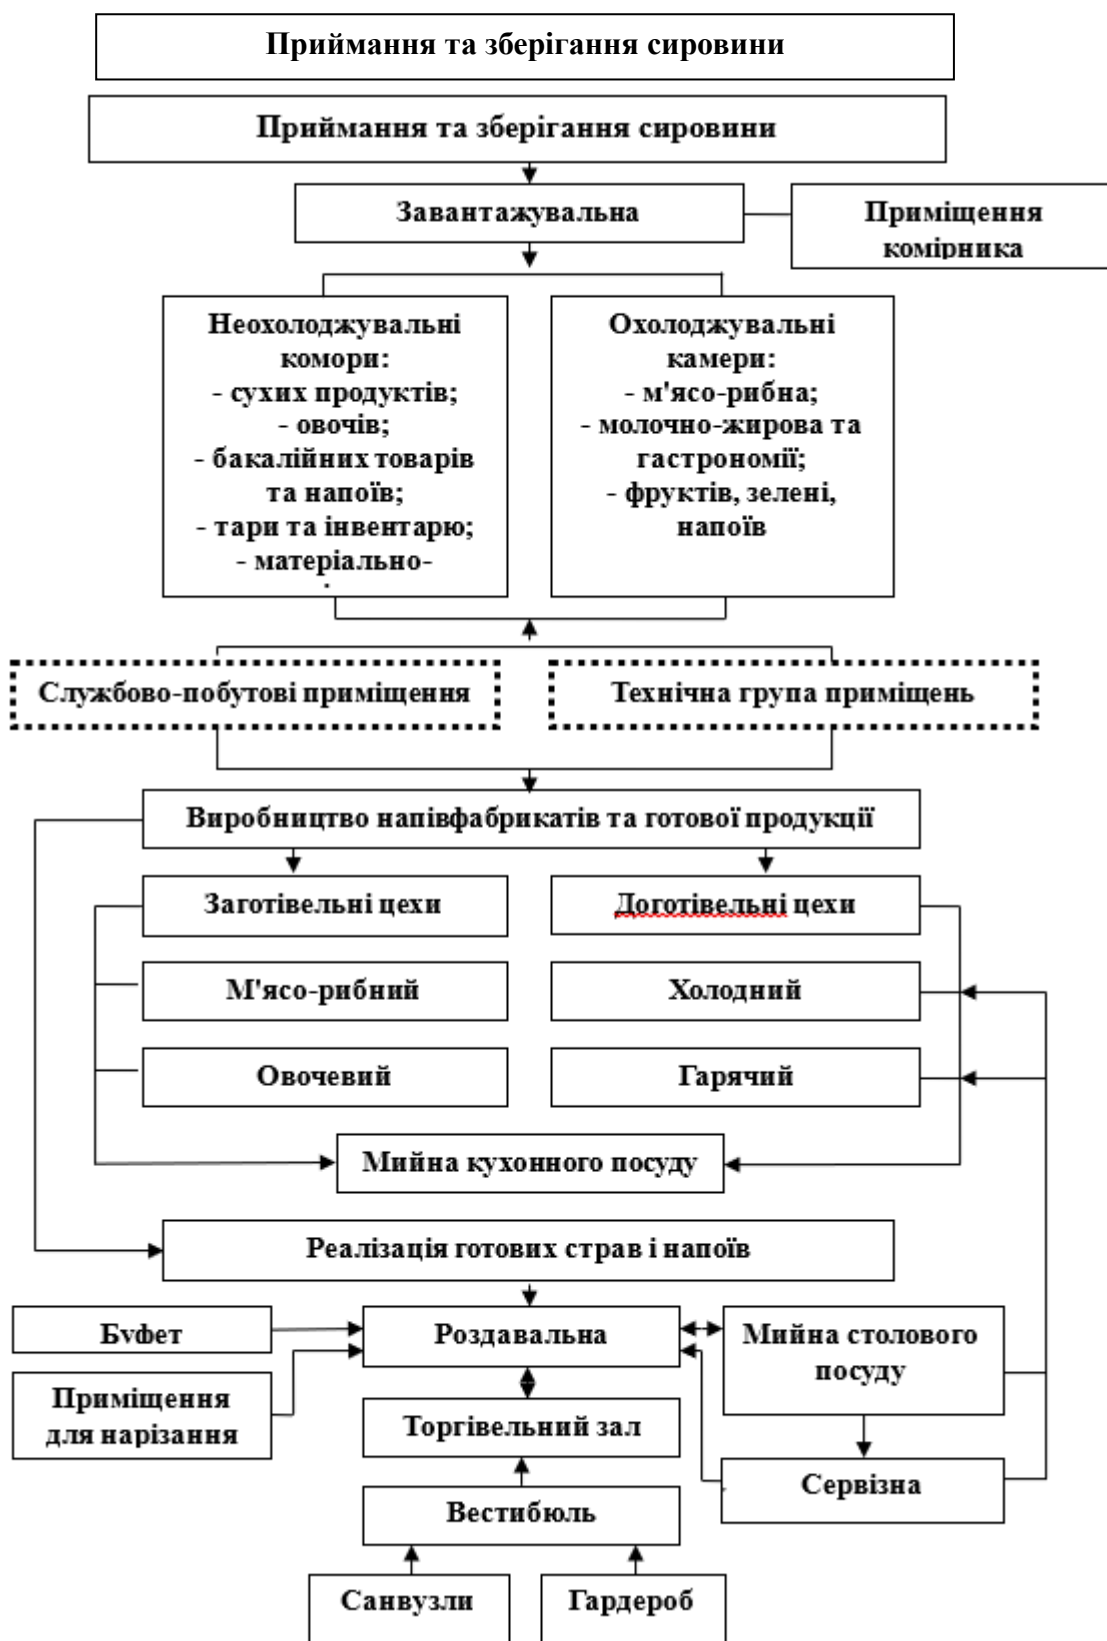 Приймання та зберігання сировини
Приймання та зберігання сировини
Завантажувальна
Приміщення
комірника
Неохолоджувальні
комори:
- сухих продуктів;
- овочів;
- бакалійних товарів
та напоїв;
- тари та інвентарю;
- матеріально-
Охолоджувальні
камери:
- м'ясо-рибна;
- молочно-жирова та
гастрономії;
- фруктів, зелені,
напоїв
Службово-побутові приміщення
Технічна група приміщень
Виробництво напівфабрикатів та готової продукції
Заготівельні цехи
Доготівельні цехи
М'ясо-рибний
Холодний
Овочевий
Гарячий
Мийна кухонного посуду
Реалізація готових страв і напоїв
Буфет
Роздавальна
Мийна столового
посуду
Приміщення
для нарізання
Торгівельний зал
Сервізна
Вестибюль
Санвузли
Гардероб